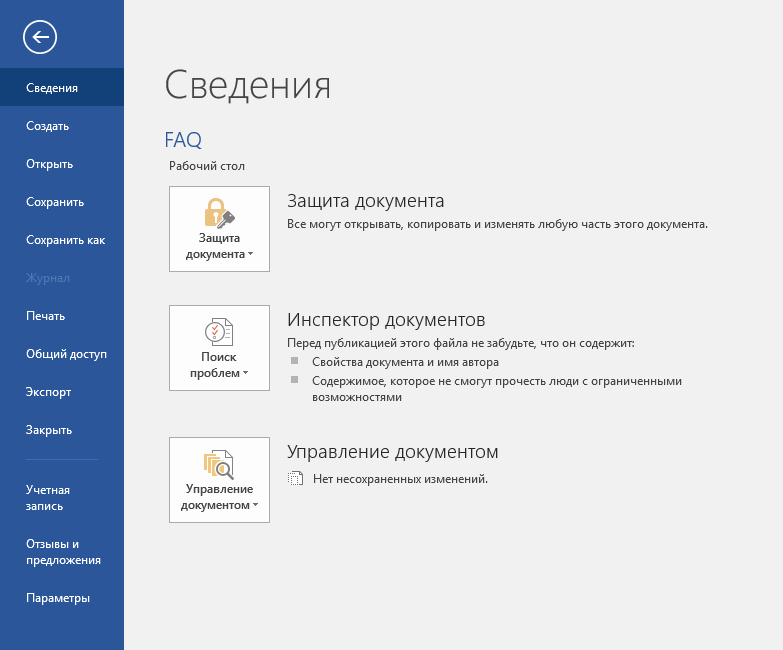 Сведения
Создать
Открыть
Сохранить
Сохранить как
Журнал
Печать
Общий доступ
Экспорт
Закрыть
Учетная
запись
Отзывы и
предложения
Параметры
Сведения
FAQ
Рабочий стол
Защита
документа
Защита документа
Все могут открывать, копировать и изменять любую часть этого документа.
Поиск
проблем
Инспектор документов
Перед публикацией этого файла не забудьте, что он содержит:
Свойства документа и имя автора
Содержимое, которое не смогут прочесть люди с ограниченными
возможностями
Управление
документом
Управление документом
Нет несохраненных изменений.